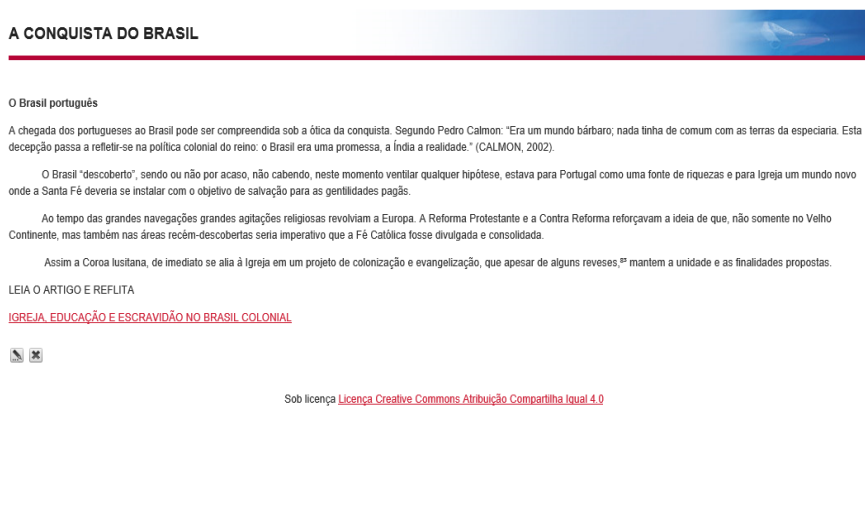 A CONQUISTA DO BRASIL
O Brasil português
A chegada dos portugueses ao Brasil pode ser compreendida sob a ótica da conquista. Segundo Pedro Calmon: “Era um mundo bárbaro; nada tinha de comum com as terras da especiaria. Esta
decepção passa a refletir-se na política colonial do reino: o Brasil era uma promessa, a Índia a realidade.” (CALMON, 2002).
O Brasil “descoberto”, sendo ou não por acaso, não cabendo, neste momento ventilar qualquer hipótese, estava para Portugal como uma fonte de riquezas e para Igreja um mundo novo
onde a Santa Fé deveria se instalar com o objetivo de salvação para as gentilidades pagãs.
Ao tempo das grandes navegações grandes agitações religiosas revolviam a Europa. A Reforma Protestante e a Contra Reforma reforçavam a ideia de que, não somente no Velho
Continente, mas também nas áreas recém-descobertas seria imperativo que a Fé Católica fosse divulgada e consolidada.
Assim a Coroa lusitana, de imediato se alia à Igreja em um projeto de colonização e evangelização, que apesar de alguns reveses, mantem a unidade e as finalidades propostas.
LEIA O ARTIGO E REFLITA
IGREJA, EDUCAÇÃO E ESCRAVIDÃO NO BRASIL COLONIAL
Sob licença Licença Creative Commons Atribuição Compartilha Igual 4.0